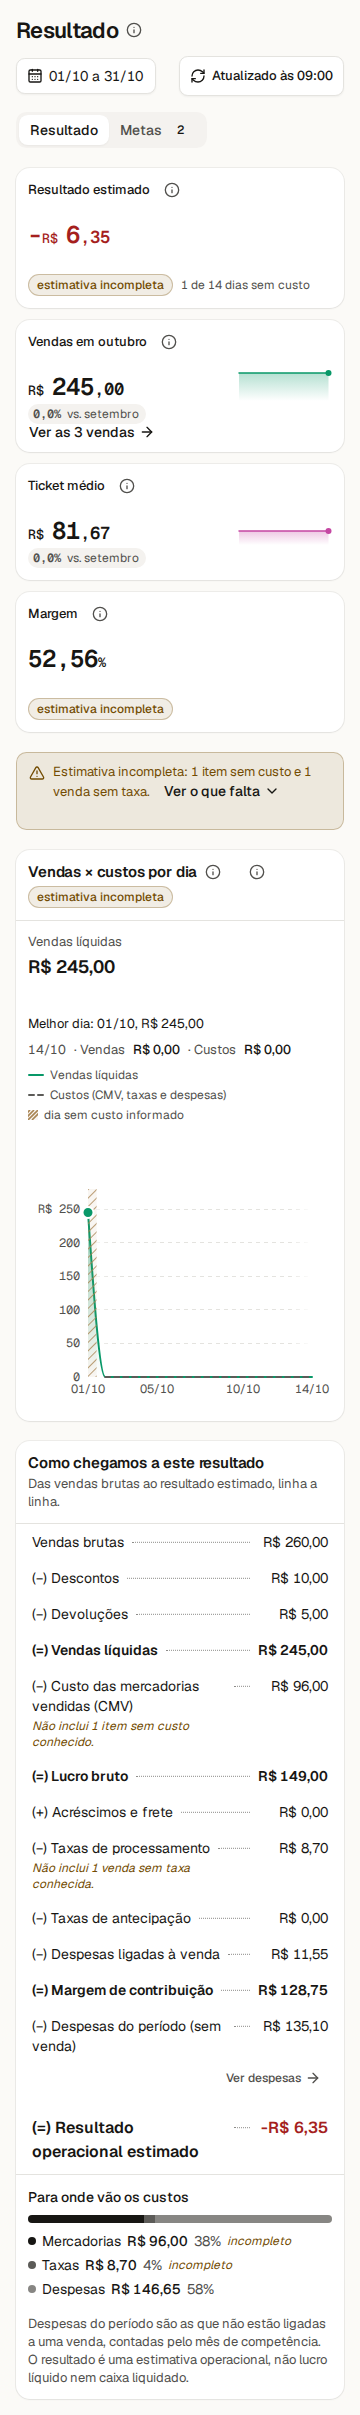 Resultado
01/10 a 31/10
Atualizado às 09:00
Resultado Metas 2
Resultado estimado
-R$ 6,35
estimativa incompleta 1 de 14 dias sem custo
Vendas em outubro
R$ 245,00
0,0% vs. setembro
Ver as 3 vendas →
Ticket médio
R$ 81,67
0,0% vs. setembro
Margem
52,56%
estimativa incompleta
Estimativa incompleta: 1 item sem custo e 1
venda sem taxa. Ver o que falta
Vendas × custos por dia
estimativa incompleta
Vendas líquidas
R$ 245,00
Melhor dia: 01/10, R$ 245,00
14/10 · Vendas R$ 0,00 · Custos R$ 0,00
Vendas líquidas
Custos (CMV, taxas e despesas)
dia sem custo informado
R$ 250
200
150
100
50
0
01/10 05/10 10/10 14/10
Como chegamos a este resultado
Das vendas brutas ao resultado estimado, linha a
linha.
Vendas brutas R$ 260,00
(−) Descontos R$ 10,00
(−) Devoluções R$ 5,00
(=) Vendas líquidas R$ 245,00
(−) Custo das mercadorias R$ 96,00
vendidas (CMV)
Não inclui 1 item sem custo
conhecido.
(=) Lucro bruto R$ 149,00
(+) Acréscimos e frete R$ 0,00
(−) Taxas de processamento R$ 8,70
Não inclui 1 venda sem taxa
conhecida.
(−) Taxas de antecipação R$ 0,00
(−) Despesas ligadas à venda R$ 11,55
(=) Margem de contribuição R$ 128,75
(−) Despesas do período (sem R$ 135,10
venda)
Ver despesas →
(=) Resultado -R$ 6,35
operacional estimado
Para onde vão os custos
Mercadorias R$ 96,00 38% incompleto
Taxas R$ 8,70 4% incompleto
Despesas R$ 146,65 58%
Despesas do período são as que não estão ligadas
a uma venda, contadas pelo mês de competência.
O resultado é uma estimativa operacional, não lucro
líquido nem caixa liquidado.